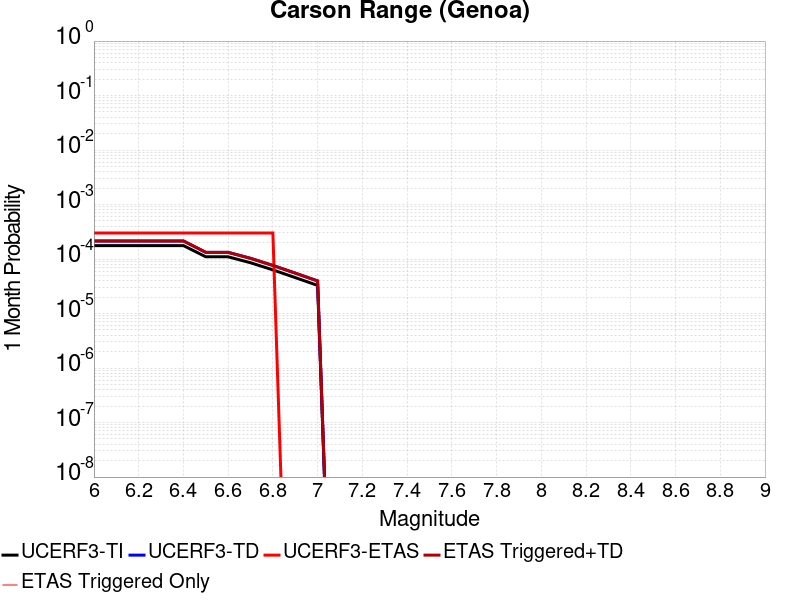 Carson Range (Genoa)
10^0
10^-1
10^-2
10^-3
10^-4
10^-5
10^-6
10^-7
10^-8
1 Month Probability
6 6.2 6.4 6.6 6.8 7 7.2 7.4 7.6 7.8 8 8.2 8.4 8.6 8.8 9
Magnitude
UCERF3-TI UCERF3-TD UCERF3-ETAS ETAS Triggered+TD
ETAS Triggered Only